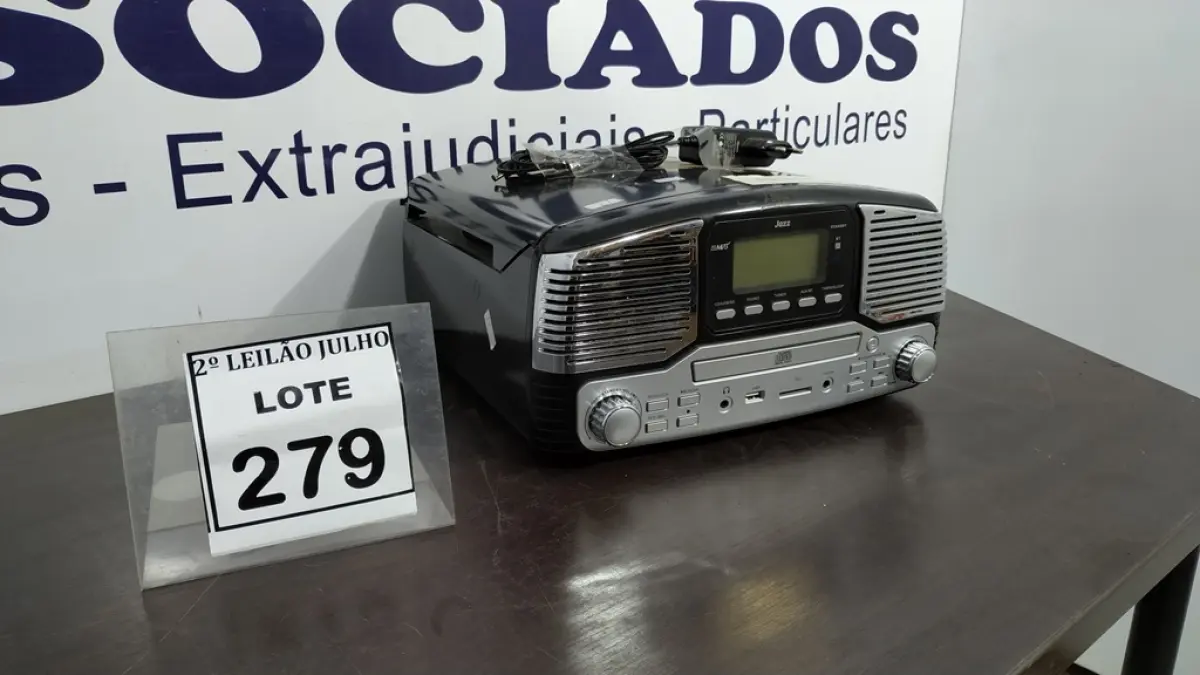 SOCIADOS
s - Extrajudiciais - Particulares
Jazz
2º LEILÃO JULHO
LOTE
279